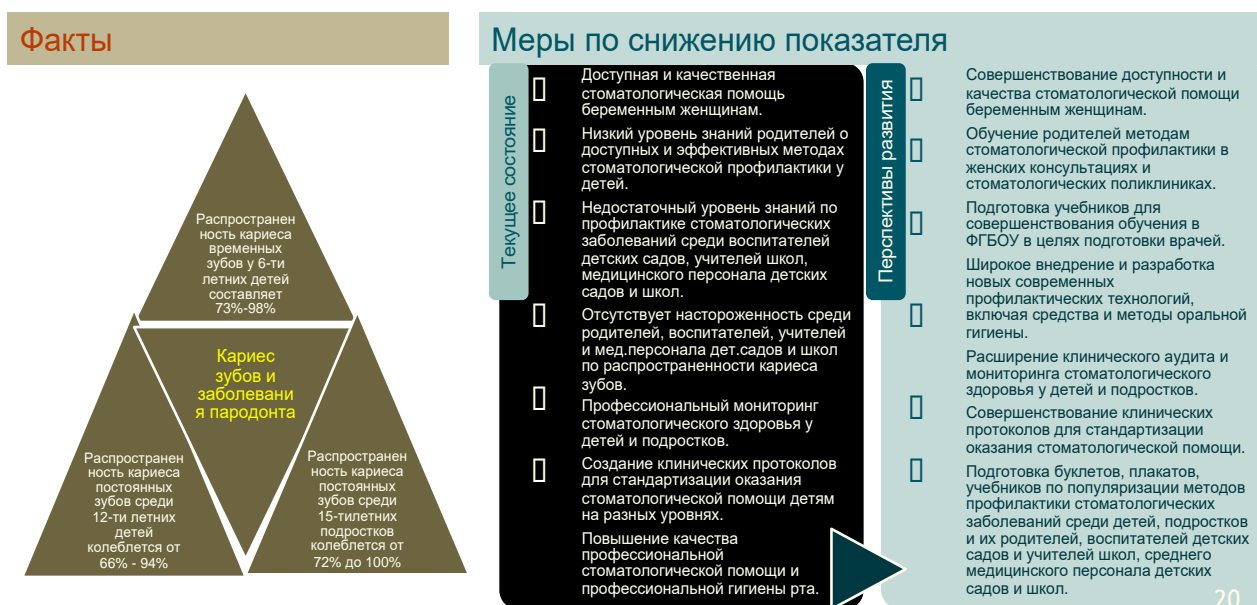 Факты
Распространен
ность кариеса
временных
зубов у 6-ти
летних детей
составляет
73%-98%
Кариес
зубов и
заболевани
я пародонта
Распространен
ность кариеса
постоянных
зубов среди
12-ти летних
детей
колеблется от
66% - 94%
Распространен
ность кариеса
постоянных
зубов среди
15-тилетних
подростков
колеблется от
72% до 100%
Меры по снижению показателя
Текущее состояние
Доступная и качественная
стоматологическая помощь
беременным женщинам.
Низкий уровень знаний родителей о
доступных и эффективных методах
стоматологической профилактики у
детей.
Недостаточный уровень знаний по
профилактике стоматологических
заболеваний среди воспитателей
детских садов, учителей школ,
медицинского персонала детских
садов и школ.
Отсутствует настороженность среди
родителей, воспитателей, учителей
и мед.персонала дет.садов и школ
по распространенности кариеса
зубов.
Профессиональный мониторинг
стоматологического здоровья у
детей и подростков.
Создание клинических протоколов
для стандартизации оказания
стоматологической помощи детям
на разных уровнях.
Повышение качества
профессиональной
стоматологической помощи и
профессиональной гигиены рта.
Перспективы развития
Совершенствование доступности и
качества стоматологической помощи
беременным женщинам.
Обучение родителей методам
стоматологической профилактики в
женских консультациях и
стоматологических поликлиниках.
Подготовка учебников для
совершенствования обучения в
ФГБОУ в целях подготовки врачей.
Широкое внедрение и разработка
новых современных
профилактических технологий,
включая средства и методы оральной
гигиены.
Расширение клинического аудита и
мониторинга стоматологического
здоровья у детей и подростков.
Совершенствование клинических
протоколов для стандартизации
оказания стоматологической помощи.
Подготовка буклетов, плакатов,
учебников по популяризации методов
профилактики стоматологических
заболеваний среди детей, подростков
и их родителей, воспитателей детских
садов и учителей школ, среднего
медицинского персонала детских
садов и школ.
20